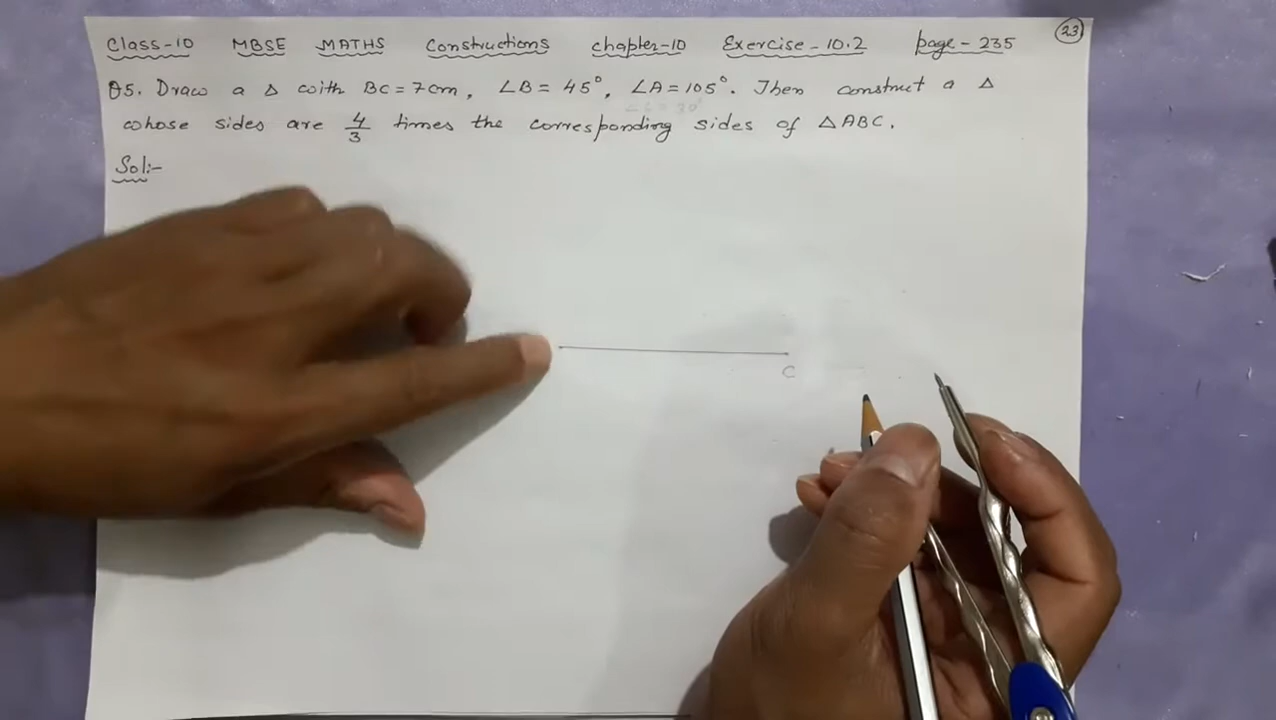 Class-10 MBSE MATHS Constructions chapter-10 Exercise-10.2 page-235 23
Q5. Draw a Δ with BC = 7cm, ∠B = 45°, ∠A = 105°. Then construct a Δ
∠C = 30°
whose sides are 4/3 times the corresponding sides of ΔABC.
Sol:-
C